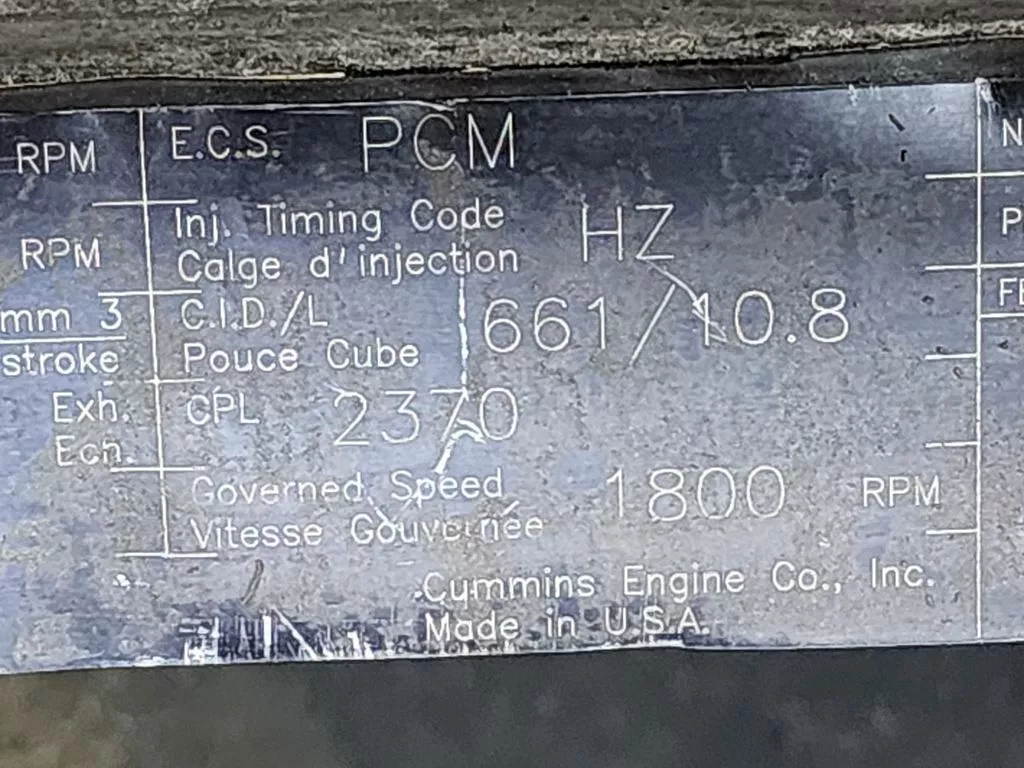 RPM
E.C.S. PCM
Inj. Timing Code HZ
Calge d'injection
RPM
C.I.D./L 661/10.8
Pouce Cube
mm 3
stroke
CPL 2370
Exh.
Ech.
Governed Speed 1800 RPM
Vitesse Gouvernée
Cummins Engine Co., Inc.
Made in U.S.A.